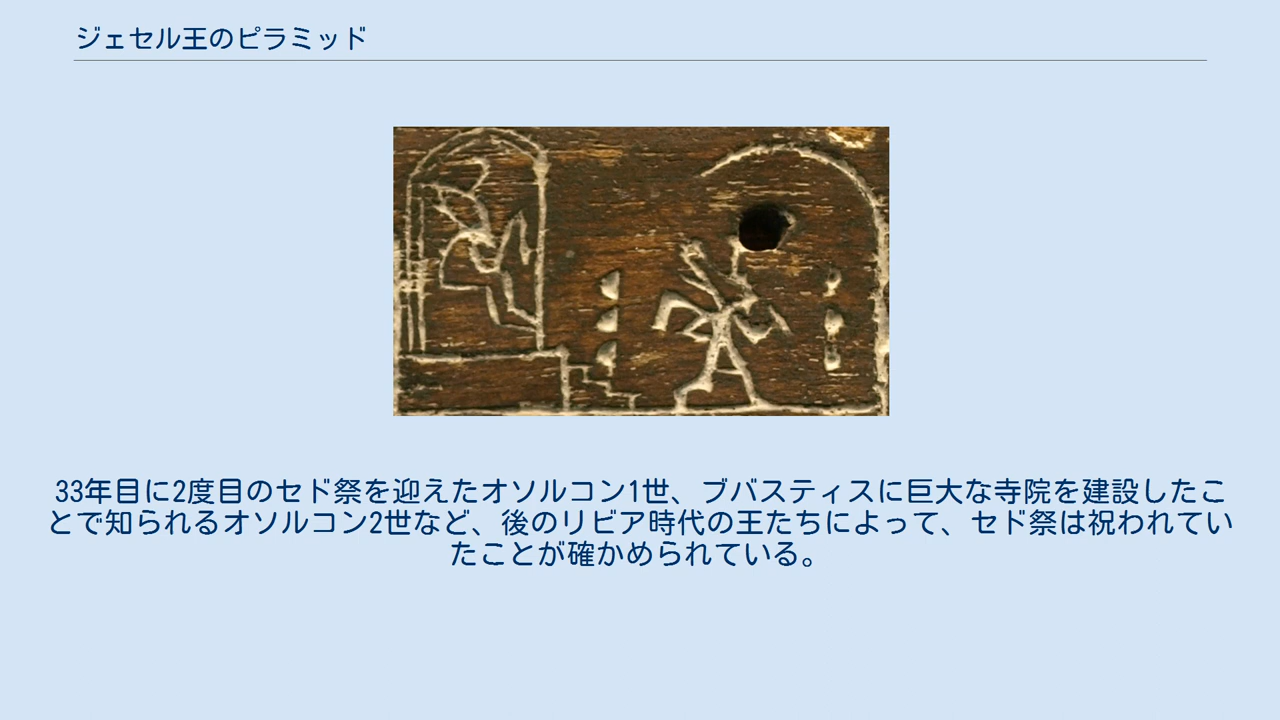 ジェセル王のピラミッド
33年目に2度目のセド祭を迎えたオソルコン1世、ブバスティスに巨大な寺院を建設したこ
とで知られるオソルコン2世など、後のリビア時代の王たちによって、セド祭は祝われてい
たことが確かめられている。